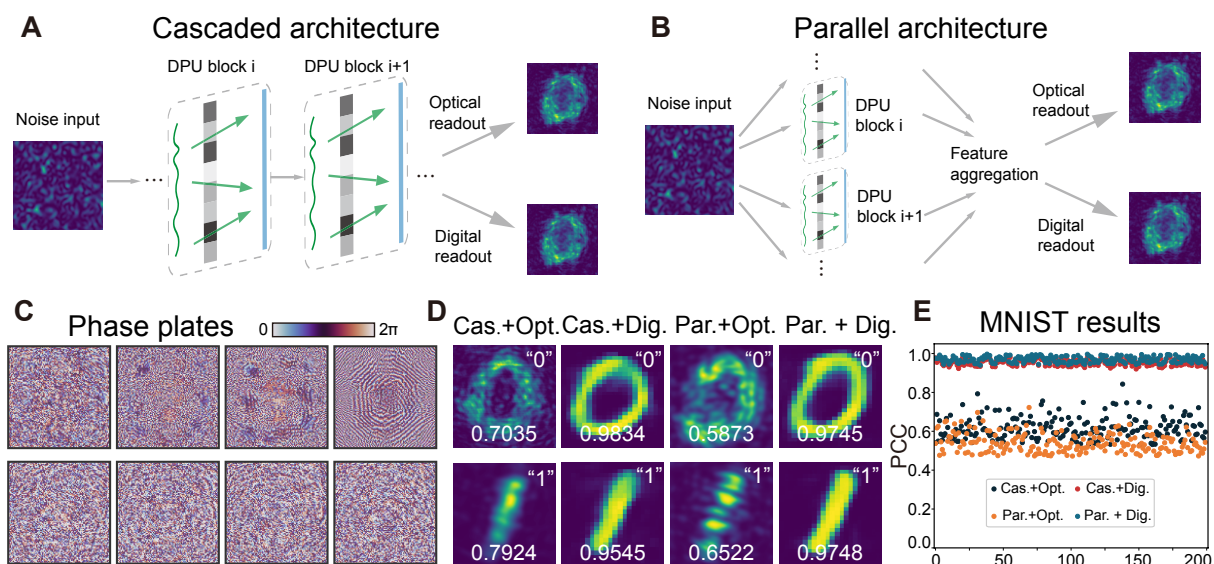 A
Cascaded architecture
DPU block i
DPU block i+1
Noise input
...
...
Optical
readout
Digital
readout
B
Parallel architecture
...
Noise input
DPU
block i
DPU
block i+1
...
Feature
aggregation
Optical
readout
Digital
readout
C
Phase plates
0
2π
D
Cas.+Opt.
Cas.+Dig.
Par.+Opt.
Par. + Dig.
“0”
“0”
“0”
“0”
0.7035
0.9834
0.5873
0.9745
“1”
“1”
“1”
“1”
0.7924
0.9545
0.6522
0.9748
E
MNIST results
PCC
1.0
0.8
0.6
0.4
0.2
0.0
Cas.+Opt.
Cas.+Dig.
Par.+Opt.
Par. + Dig.
0
50
100
150
200